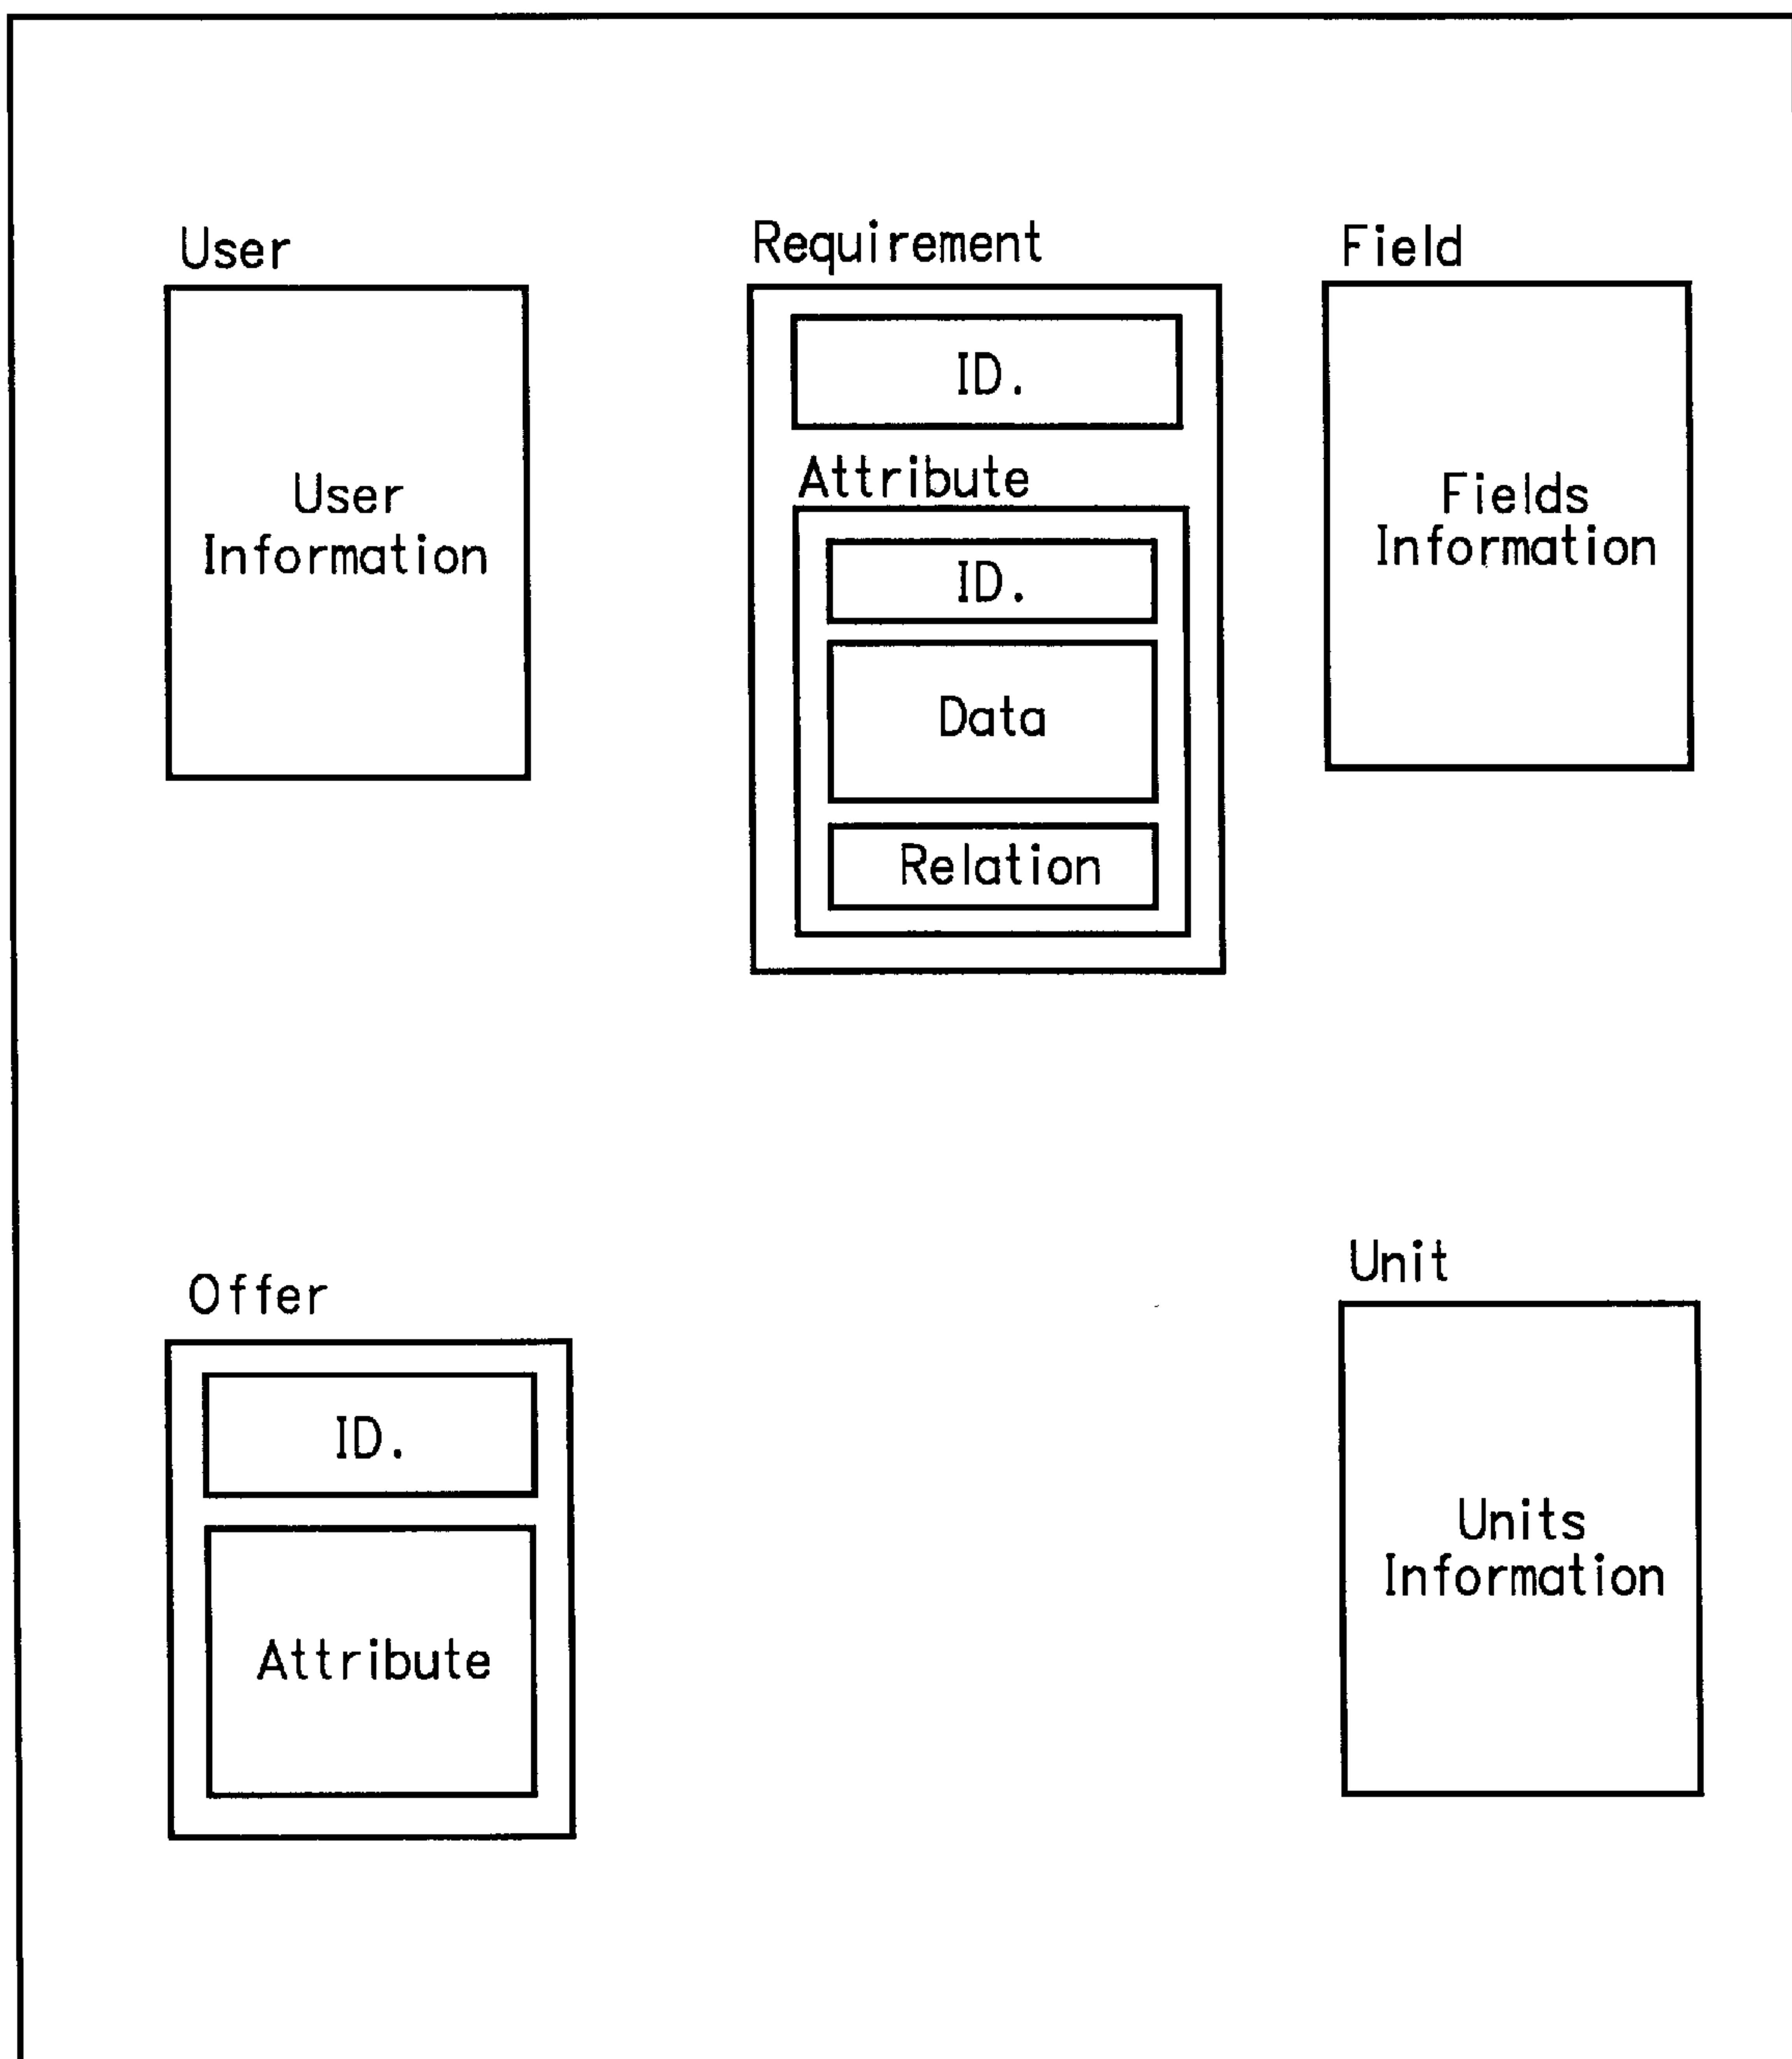 User
User
Information
Requirement
ID.
Attribute
ID.
Data
Relation
Field
Fields
Information
Offer
ID.
Attribute
Unit
Units
Information